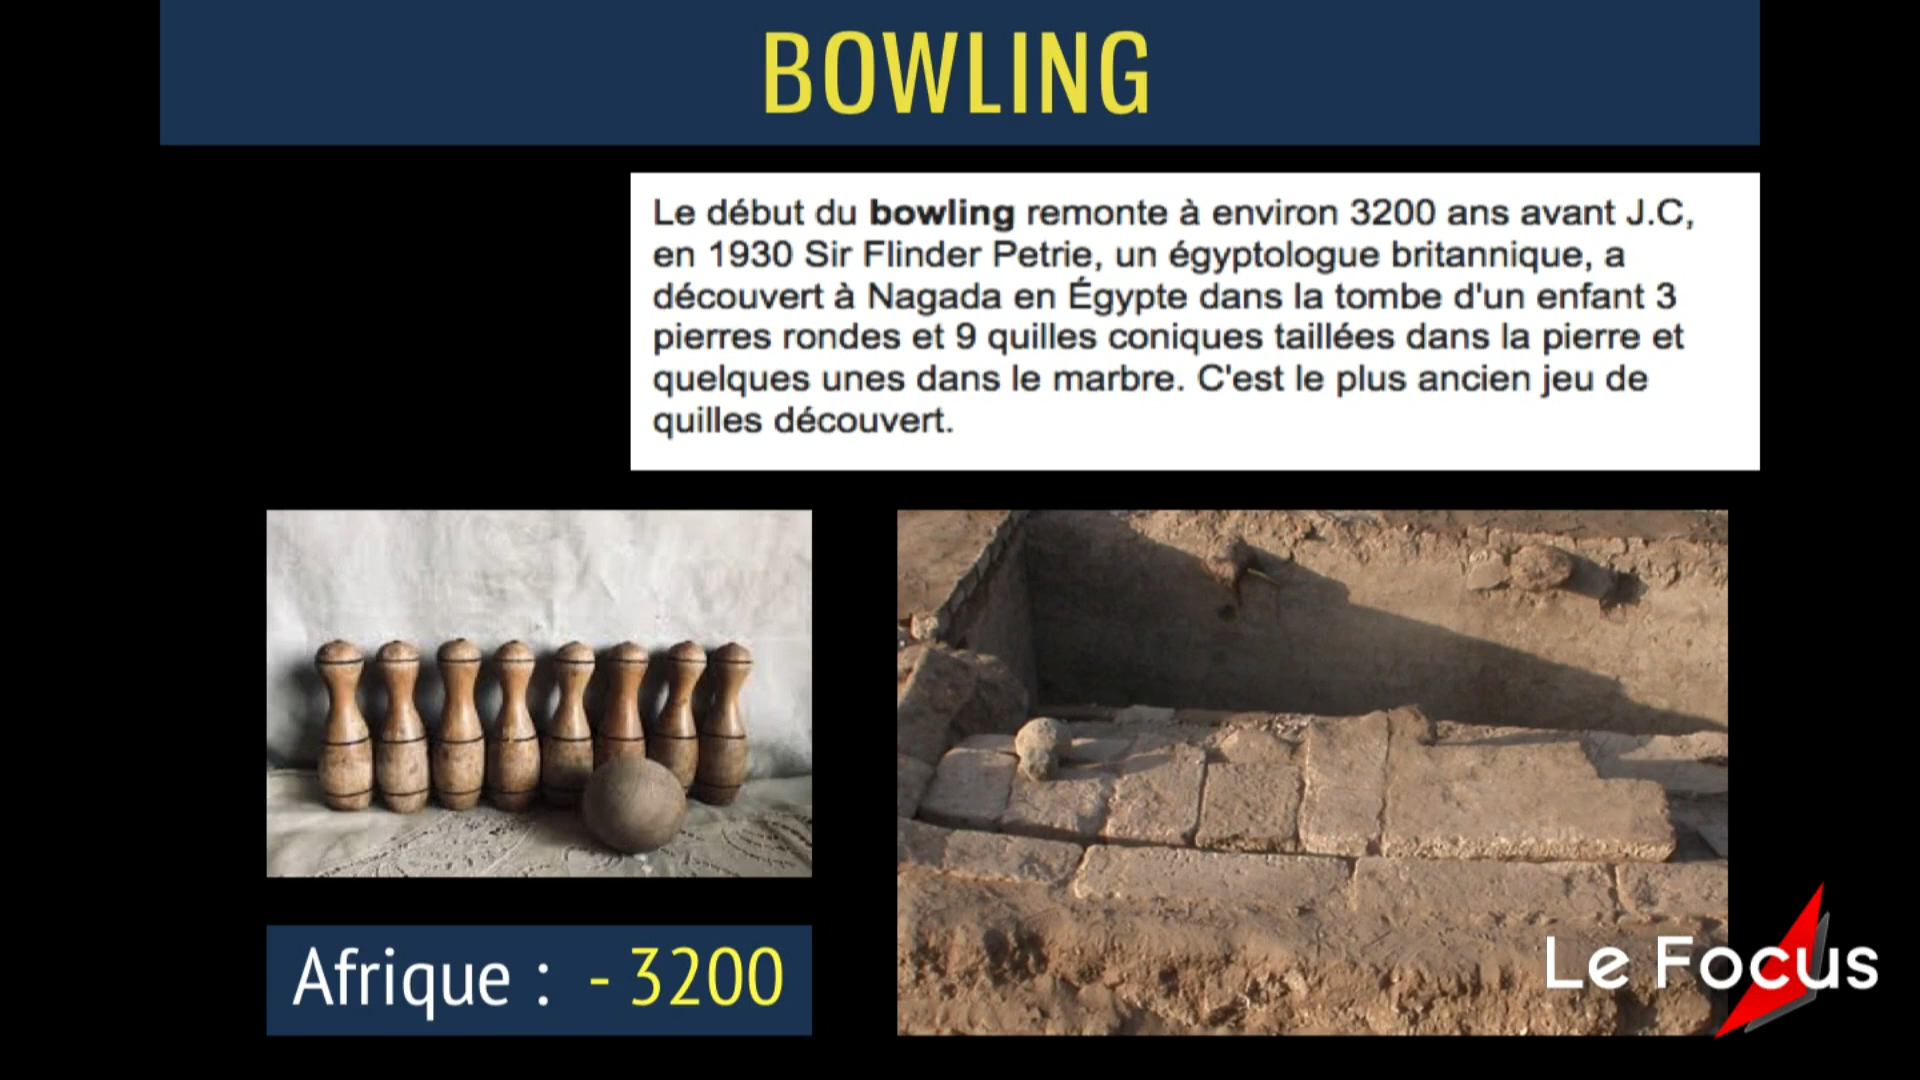 BOWLING
Le début du bowling remonte à environ 3200 ans avant J.C,
en 1930 Sir Flinder Petrie, un égyptologue britannique, a
découvert à Nagada en Égypte dans la tombe d'un enfant 3
pierres rondes et 9 quilles coniques taillées dans la pierre et
quelques unes dans le marbre. C'est le plus ancien jeu de
quilles découvert.
Afrique : - 3200
Le Focus